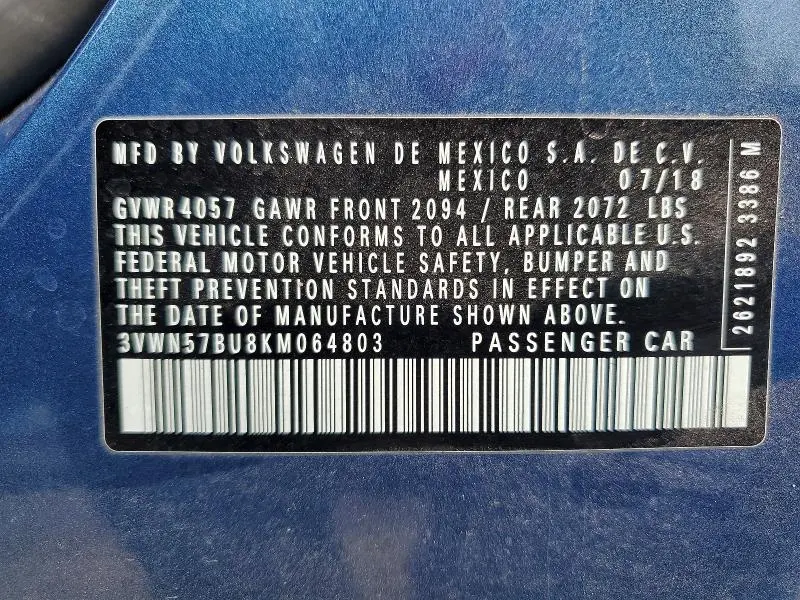 MFD BY VOLKSWAGEN DE MEXICO S.A. DE C.V.
MEXICO 07/18
GVWR4057 GAWR FRONT 2094 / REAR 2072 LBS
THIS VEHICLE CONFORMS TO ALL APPLICABLE U.S.
FEDERAL MOTOR VEHICLE SAFETY, BUMPER AND
THEFT PREVENTION STANDARDS IN EFFECT ON
THE DATE OF MANUFACTURE SHOWN ABOVE.
3VWN57BU8KM064803 PASSENGER CAR
2621892 3386 M